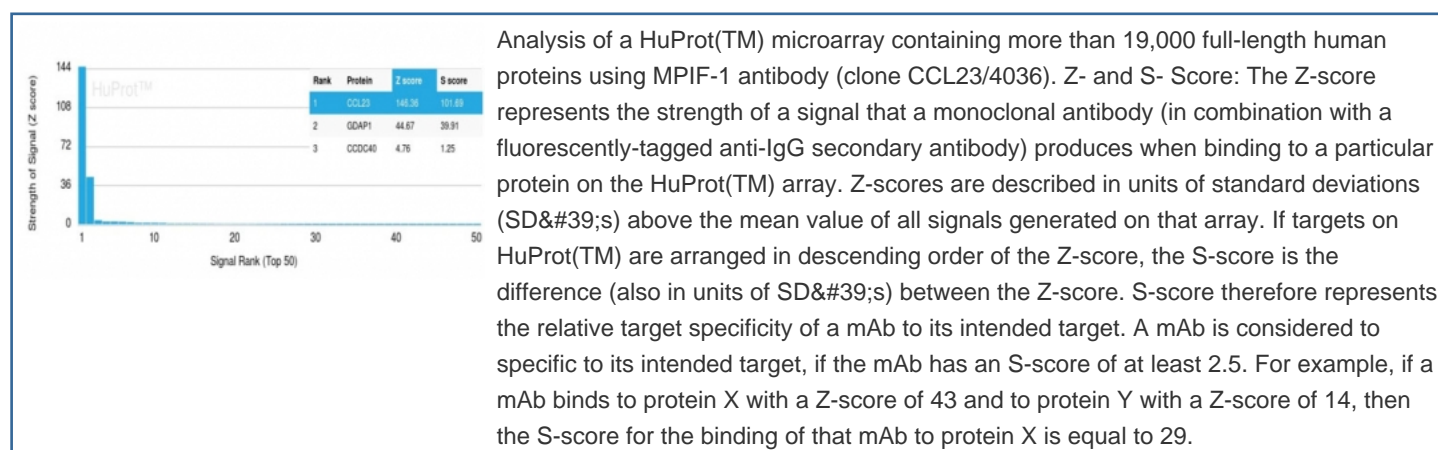 HuProt™
Strength of Signal (Z score)
144
108
72
36
0
1 10 20 30 40 50
Signal Rank (Top 50)
Rank Protein Z score S score
1 CCL23 146.36 101.69
2 GDAP1 44.67 39.91
3 CCDC40 4.76 1.25
Analysis of a HuProt(TM) microarray containing more than 19,000 full-length human
proteins using MPIF-1 antibody (clone CCL23/4036). Z- and S- Score: The Z-score
represents the strength of a signal that a monoclonal antibody (in combination with a
fluorescently-tagged anti-IgG secondary antibody) produces when binding to a particular
protein on the HuProt(TM) array. Z-scores are described in units of standard deviations
(SD&#39;s) above the mean value of all signals generated on that array. If targets on
HuProt(TM) are arranged in descending order of the Z-score, the S-score is the
difference (also in units of SD&#39;s) between the Z-score. S-score therefore represents
the relative target specificity of a mAb to its intended target. A mAb is considered to
specific to its intended target, if the mAb has an S-score of at least 2.5. For example, if a
mAb binds to protein X with a Z-score of 43 and to protein Y with a Z-score of 14, then
the S-score for the binding of that mAb to protein X is equal to 29.